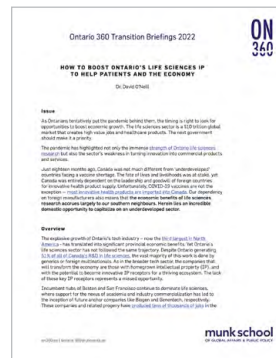 Ontario 360 Transition Briefings 2022
ON
360
HOW TO BOOST ONTARIO'S LIFE SCIENCES IP
TO HELP PATIENTS AND THE ECONOMY
Dr. David O'Neill
Issue
As Ontarians tentatively put the pandemic behind them, the timing is right to look for
opportunities to boost economic growth. The life sciences sector is a $10 trillion global
market that creates high value jobs and healthcare products. The next government
should make it a priority.
The pandemic has highlighted not only the immense strength of Ontario life sciences
research but also the sector's weakness in turning innovation into commercial products
and services.
Just eighteen months ago, Canada was not much different from 'underdeveloped'
countries facing a vaccine shortage. The fate of lives and livelihoods was at stake, yet
Canada was entirely dependent on the leadership and goodwill of foreign countries
for innovative health product supply. Unfortunately, COVID-19 vaccines are not the
exception — most innovative health products are imported into Canada. Our dependency
on foreign manufacturers also means that the economic benefits of life sciences
research accrues largely to our southern neighbours. Herein lies an incredible
domestic opportunity to capitalize on an underdeveloped sector.
Overview
The explosive growth of Ontario's tech industry – now the third largest in North
America – has translated into significant provincial economic benefits. Yet Ontario's
life sciences sector has not followed the same trajectory. Despite Ontario generating
of all of Canada's R&D in life sciences, the vast majority of this work is done by
generics or foreign multinationals. As in the broader tech sector, the companies that
will transform the economy are those with homegrown intellectual property (IP), and
with the potential to become innovative IP receptors for a thriving ecosystem. The lack
of these key IP receptors represents a missed opportunity.
Incumbent hubs of Boston and San Francisco continue to dominate life sciences,
where support for the nexus of academia and industry commercialization has led to
the inception of future anchor companies like Biogen and Genentech, respectively.
These companies and related property have produced tens of thousands of jobs in the
munk school
OF GLOBAL AFFAIRS & PUBLIC POLICY